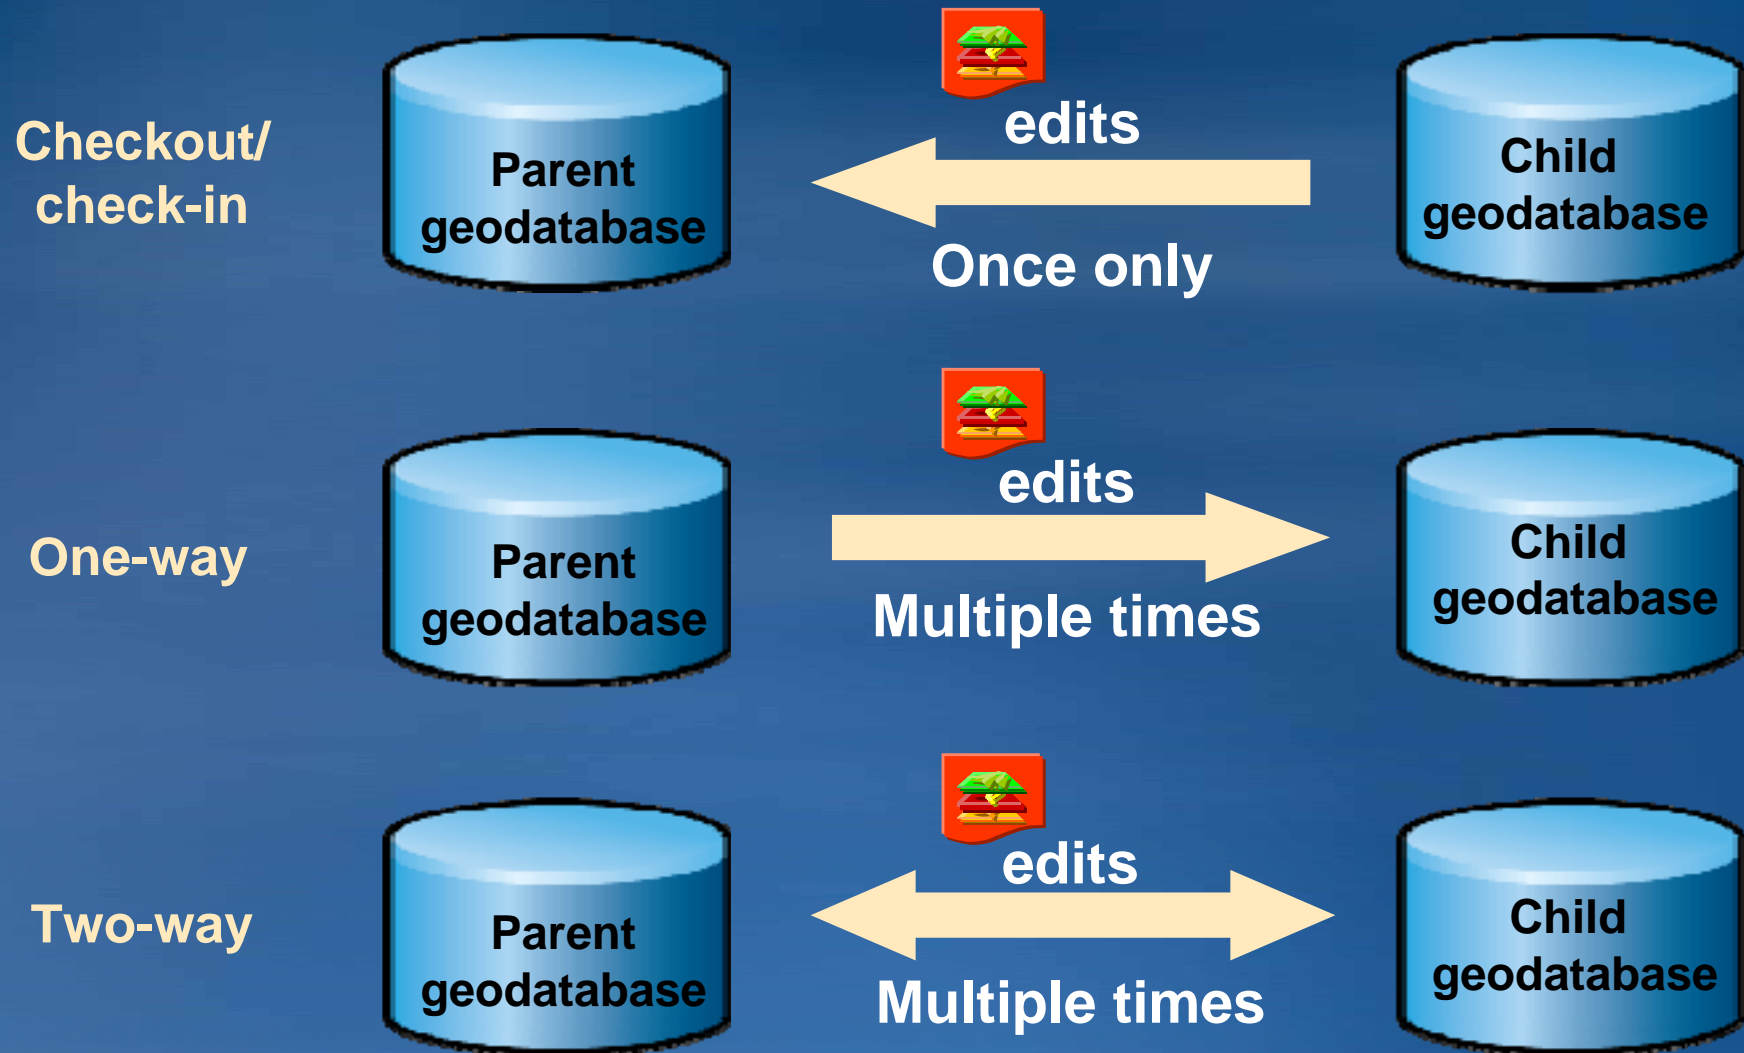 Checkout/
check-in
Parent
geodatabase
edits
Once only
Child
geodatabase
One-way
Parent
geodatabase
edits
Multiple times
Child
geodatabase
Two-way
Parent
geodatabase
edits
Multiple times
Child
geodatabase